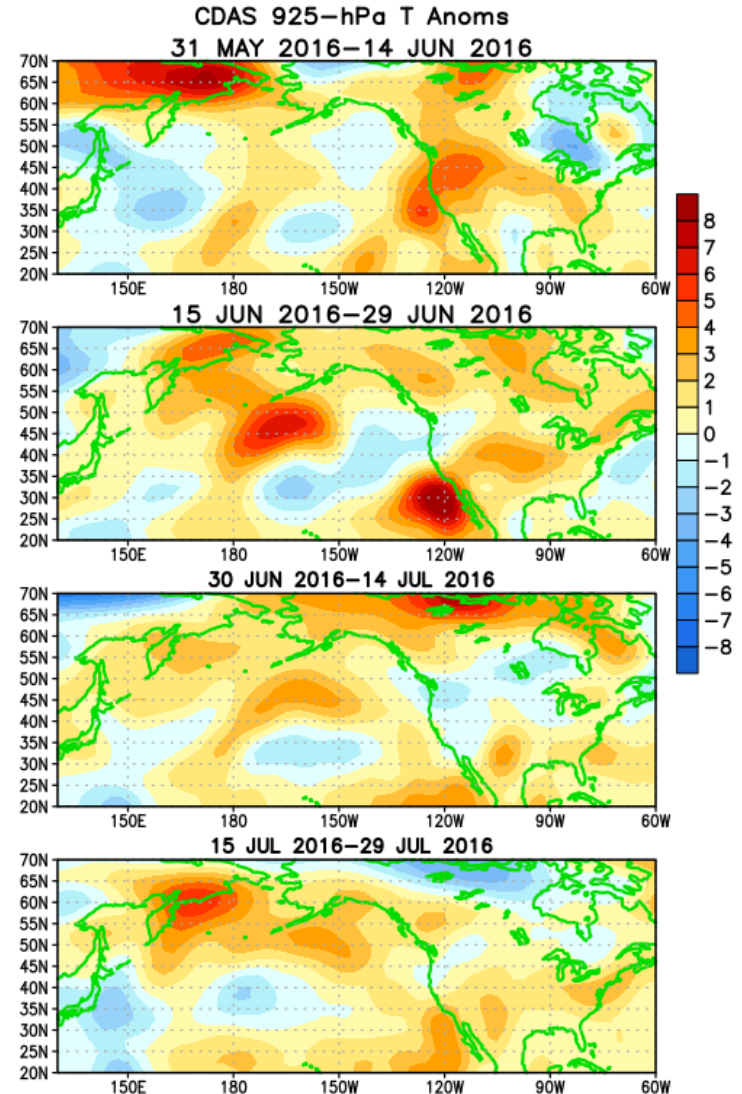 CDAS 925-hPa T Anoms
31 MAY 2016-14 JUN 2016
70N
65N
60N
55N
50N
45N
40N
35N
30N
25N
20N
150E 180 150W 120W 90W 60W
15 JUN 2016-29 JUN 2016
70N
65N
60N
55N
50N
45N
40N
35N
30N
25N
20N
150E 180 150W 120W 90W 60W
30 JUN 2016-14 JUL 2016
70N
65N
60N
55N
50N
45N
40N
35N
30N
25N
20N
150E 180 150W 120W 90W 60W
15 JUL 2016-29 JUL 2016
70N
65N
60N
55N
50N
45N
40N
35N
30N
25N
20N
150E 180 150W 120W 90W 60W
8
7
6
5
4
3
2
1
0
-1
-2
-3
-4
-5
-6
-7
-8